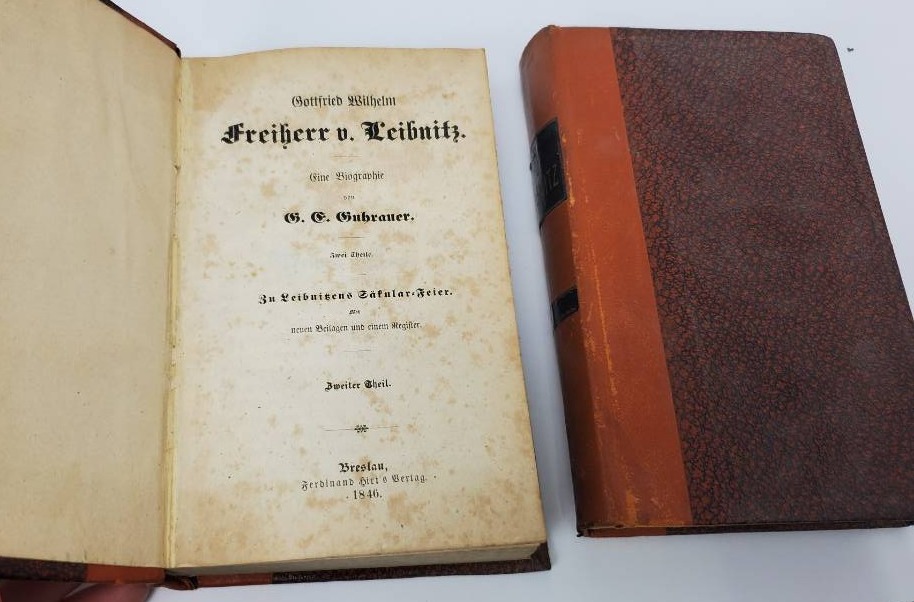 Gottfried Wilhelm
Freiherr v. Leibnitz.
Eine Biographie
von
G. E. Guhrauer.
Zwei Theile.
Zu Leibnitzens Säkular-Feier.
Mit
neuen Beilagen und einem Register.
Zweiter Theil.
Breslau,
Ferdinand Hirt's Verlag.
1846.
TZ